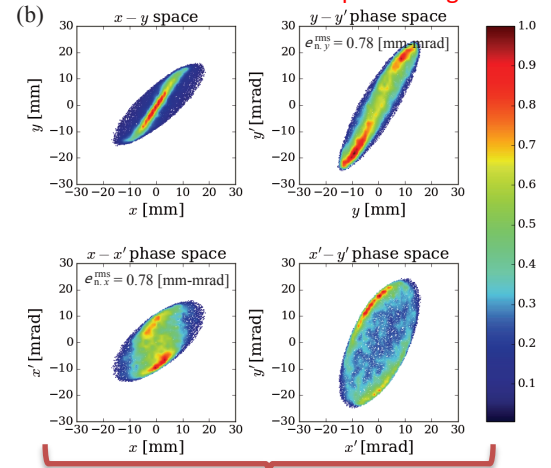 (b)
x – y space
y – y′ phase space
e n, y rms = 0.78 [mm-mrad]
y [mm]
30
20
10
0
−10
−20
−30
−30 −20 −10 0 10 20 30
x [mm]
y′ [mrad]
30
20
10
0
−10
−20
−30
−30 −20 −10 0 10 20 30
y [mm]
x – x′ phase space
x′ – y′ phase space
e n, x rms = 0.78 [mm-mrad]
x′ [mrad]
30
20
10
0
−10
−20
−30
−30 −20 −10 0 10 20 30
x [mm]
y′ [mrad]
30
20
10
0
−10
−20
−30
−30 −20 −10 0 10 20 30
x′ [mrad]
1.0
0.9
0.8
0.7
0.6
0.5
0.4
0.3
0.2
0.1